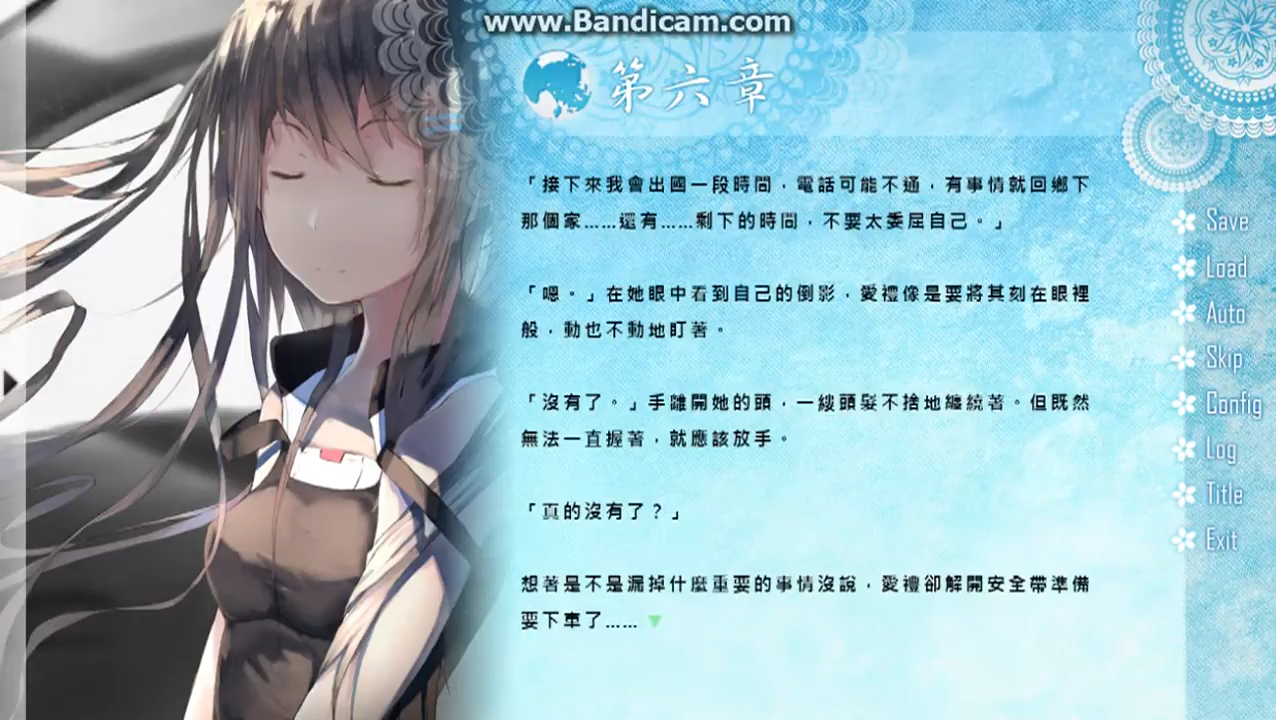 www.Bandicam.com
第六章
「接下來我會出國一段時間，電話可能不通，有事情就回鄉下
那個家……還有……剩下的時間，不要太委屈自己。」
「嗯。」在她眼中看到自己的倒影，愛禮像是要將其刻在眼裡
般，動也不動地盯著。
「沒有了。」手離開她的頭，一縷頭髮不捨地纏繞著。但既然
無法一直握著，就應該放手。
「真的沒有了？」
想著是不是漏掉什麼重要的事情沒說，愛禮卻解開安全帶準備
要下車了……
Save
Load
Auto
Skip
Config
Log
Title
Exit